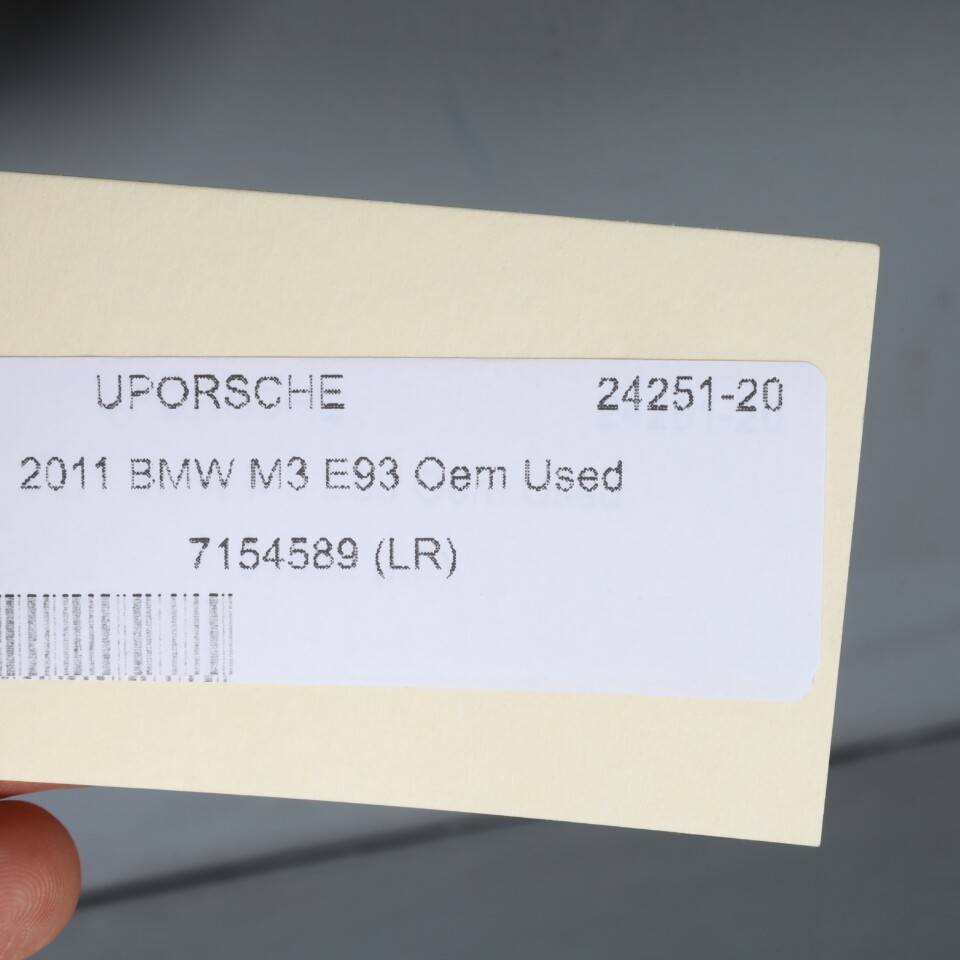 UPORSCHE 24251-20
2011 BMW M3 E93 Oem Used
7154589 (LR)